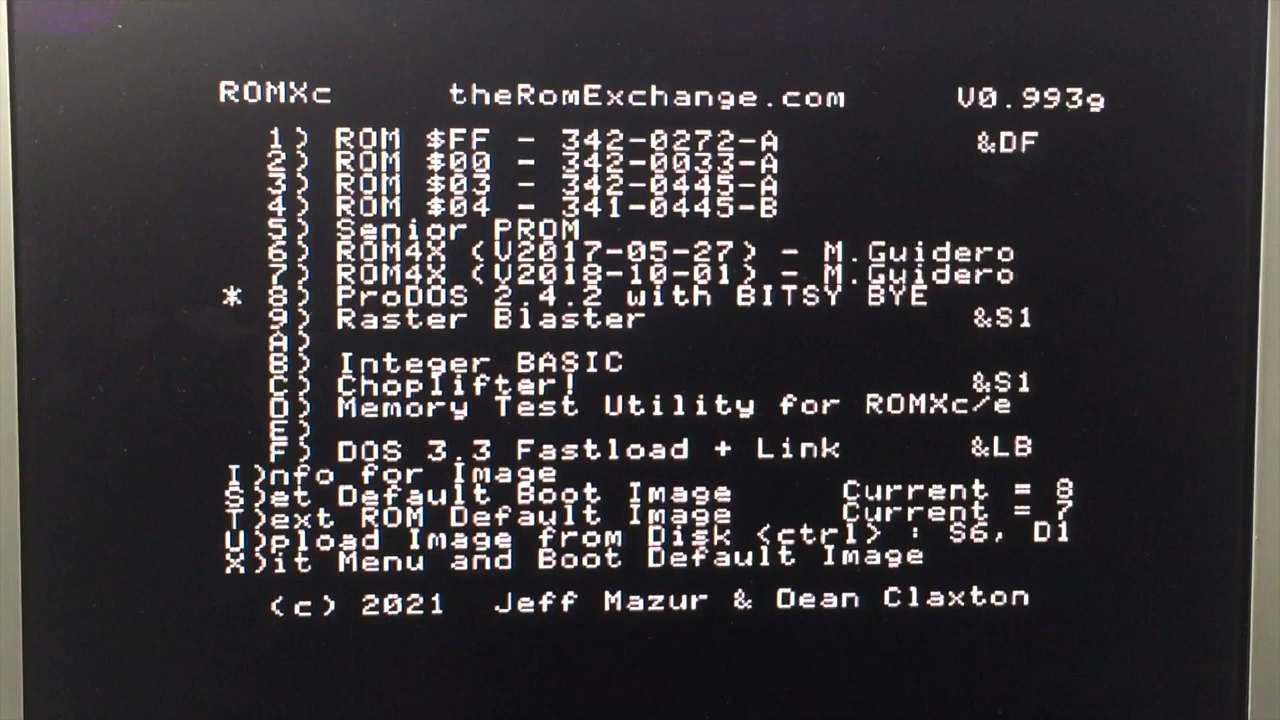 ROMXc theRomExchange.com V0.993g
1) ROM $FF - 342-0272-A &DF
2) ROM $00 - 342-0033-A
3) ROM $03 - 342-0445-A
4) ROM $04 - 341-0445-B
5) Senior PROM
6) ROM4X (V2017-05-27) - M.Guidero
7) ROM4X (V2018-10-01) - M.Guidero
* 8) ProDOS 2.4.2 with BITSY BYE
9) Raster Blaster &S1
A)
B) Integer BASIC
C) Choplifter! &S1
D) Memory Test Utility for ROMXc/e
E)
F) DOS 3.3 Fastload + Link &LB
I)nfo for Image
S)et Default Boot Image Current = 8
T)ext ROM Default Image Current = 7
U)pload Image from Disk <ctrl> : S6, D1
X)it Menu and Boot Default Image
(c) 2021 Jeff Mazur & Dean Claxton